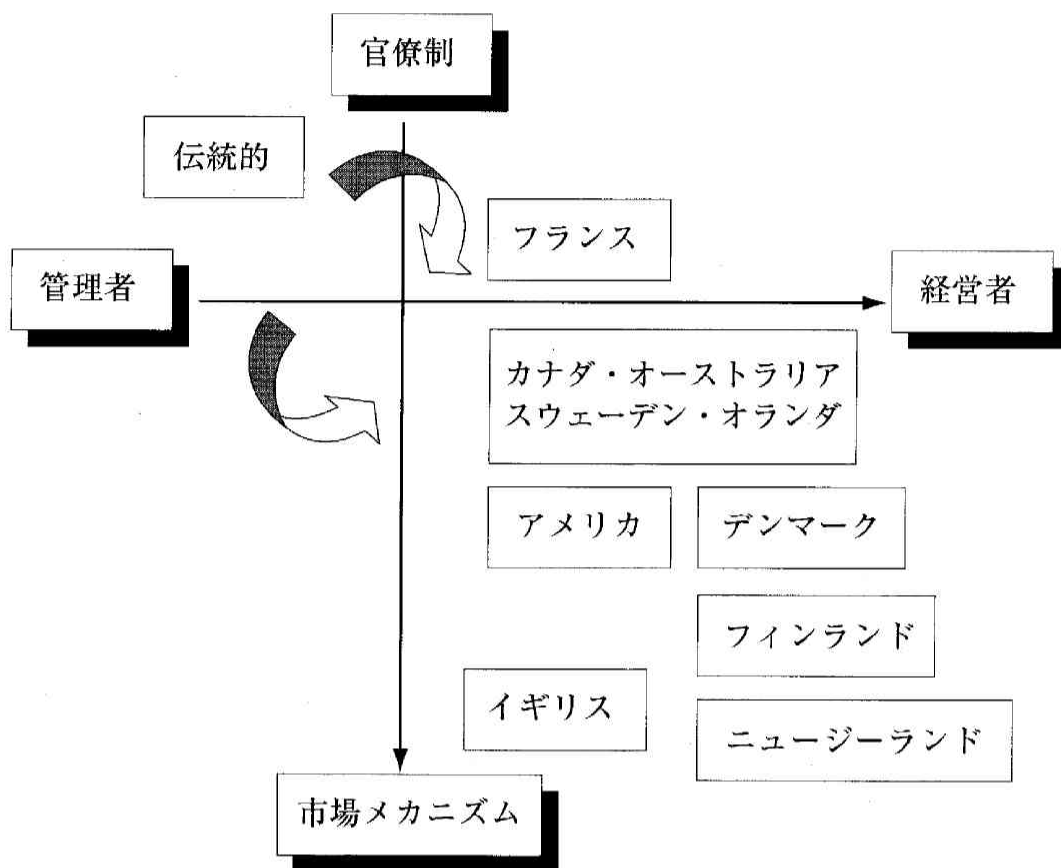 官僚制
伝統的
フランス
管理者
経営者
カナダ・オーストラリア
スウェーデン・オランダ
アメリカ
デンマーク
フィンランド
イギリス
ニュージーランド
市場メカニズム